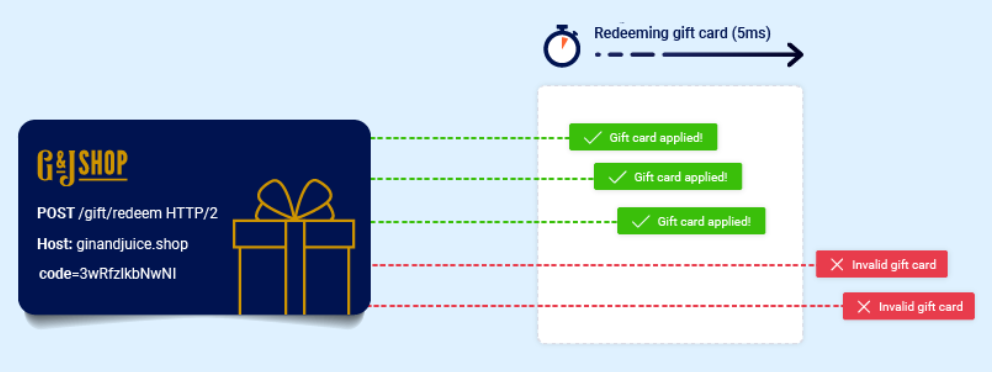 Redeeming gift card (5ms)
G&J SHOP
POST /gift/redeem HTTP/2
Host: ginandjuice.shop
code=3wRfzlkbNwNI
Gift card applied!
Gift card applied!
Gift card applied!
Invalid gift card
Invalid gift card